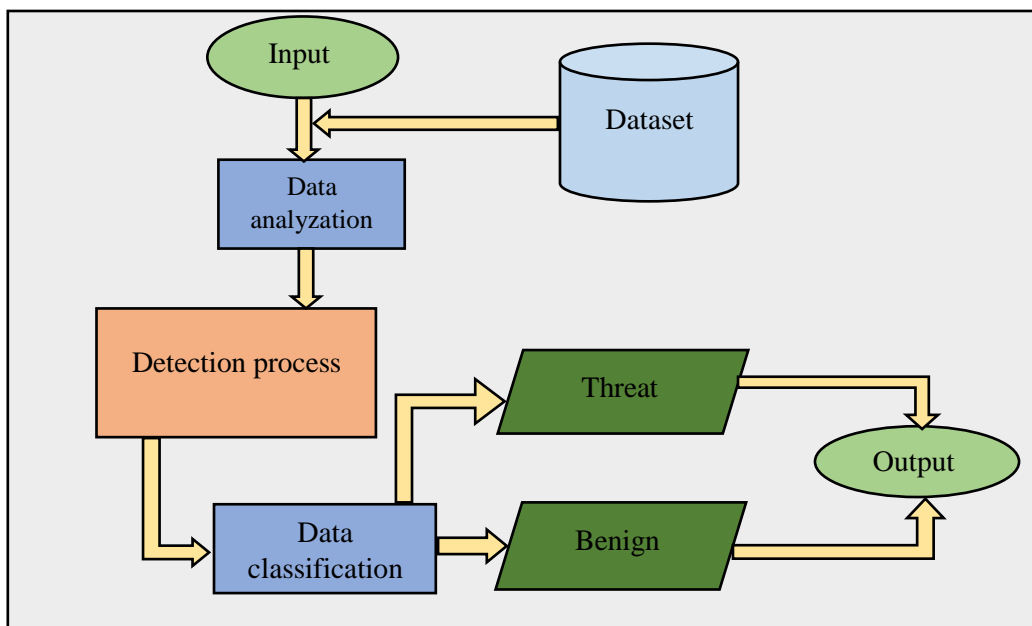 Input
Dataset
Data
analyzation
Detection process
Threat
Output
Data
classification
Benign